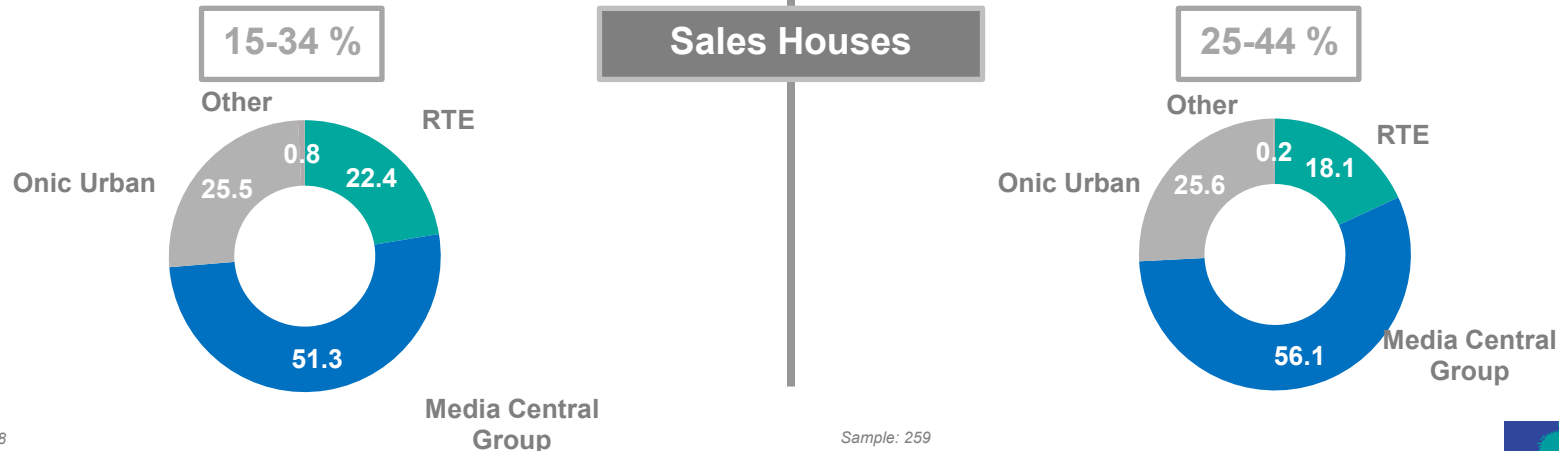 Sales Houses
15-34 %
Other
RTE
0.8
22.4
Onic Urban
25.5
51.3
Media Central
Group
8
25-44 %
Other
RTE
0.2
18.1
Onic Urban
25.6
56.1
Media Central
Group
Sample: 259